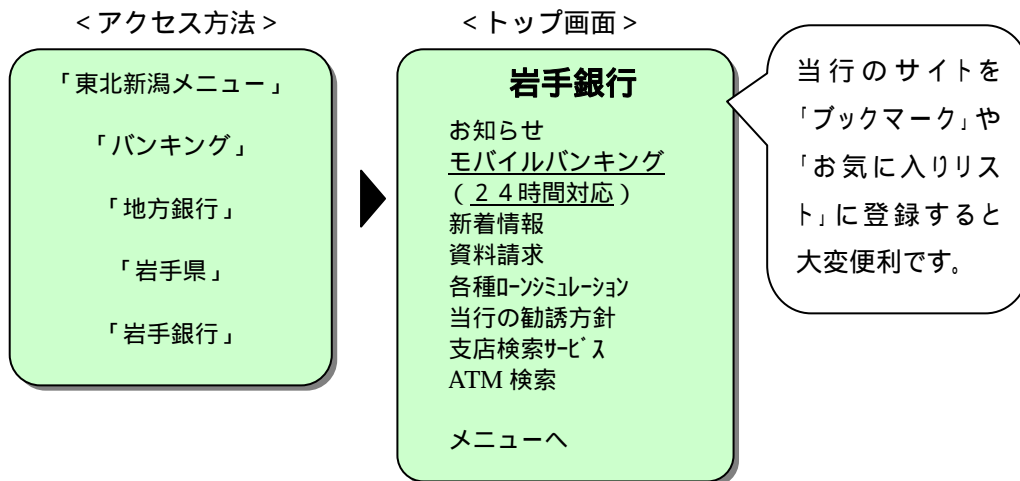 ＜アクセス方法＞
「東北新潟メニュー」
「バンキング」
「地方銀行」
「岩手県」
「岩手銀行」
＜トップ画面＞
岩手銀行
お知らせ
モバイルバンキング
（２４時間対応）
新着情報
資料請求
各種ﾛｰﾝｼﾐｭﾚｰｼｮﾝ
当行の勧誘方針
支店検索ｻｰﾋﾞｽ
ATM 検索
メニューへ
当行のサイトを
「ブックマーク」や
「お気に入りリス
ト」に登録すると
大変便利です。